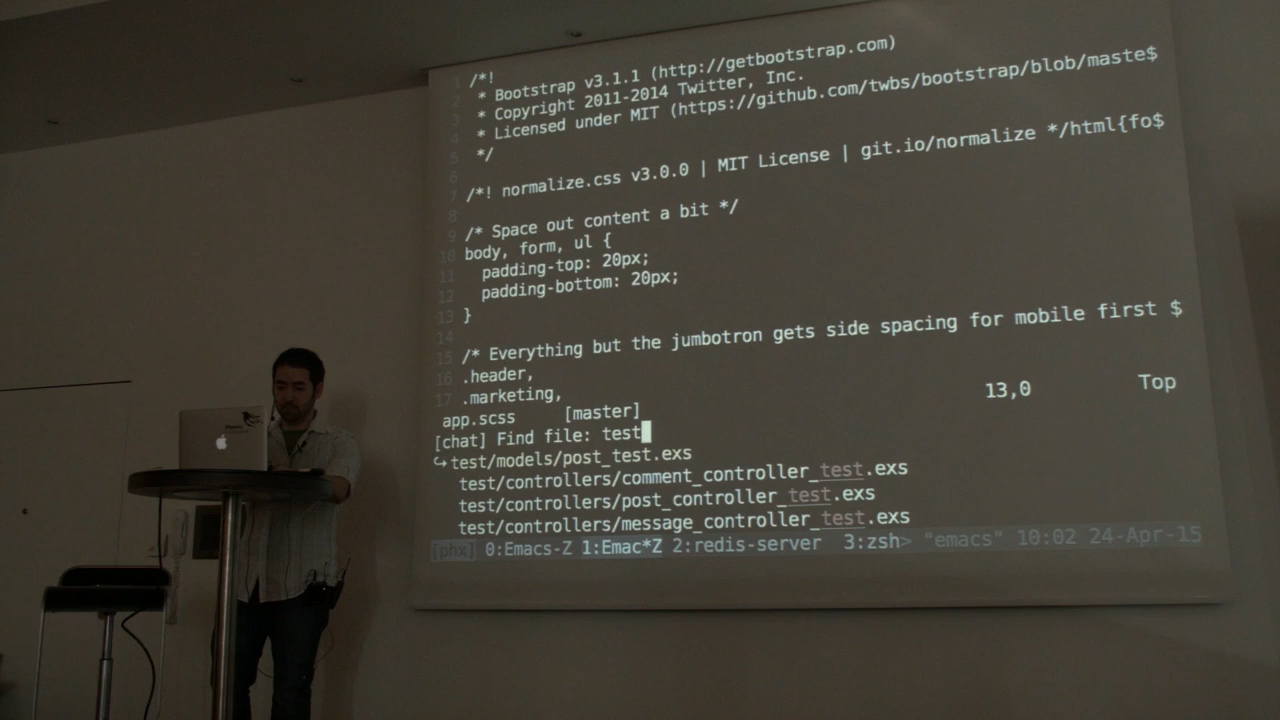 1 /*!
2 * Bootstrap v3.1.1 (http://getbootstrap.com)
3 * Copyright 2011-2014 Twitter, Inc.
4 * Licensed under MIT (https://github.com/twbs/bootstrap/blob/maste$
5 */
6
7 /*! normalize.css v3.0.0 | MIT License | git.io/normalize */html{fo$
8
9 /* Space out content a bit */
10 body, form, ul {
11 padding-top: 20px;
12 padding-bottom: 20px;
13 }
14
15 /* Everything but the jumbotron gets side spacing for mobile first $
16 .header,
17 .marketing,
app.scss [master] 13,0 Top
[chat] Find file: test
↪test/models/post_test.exs
test/controllers/comment_controller_test.exs
test/controllers/post_controller_test.exs
test/controllers/message_controller_test.exs
[phx] 0:Emacs-Z 1:Emac*Z 2:redis-server 3:zsh> "emacs" 10:02 24-Apr-15